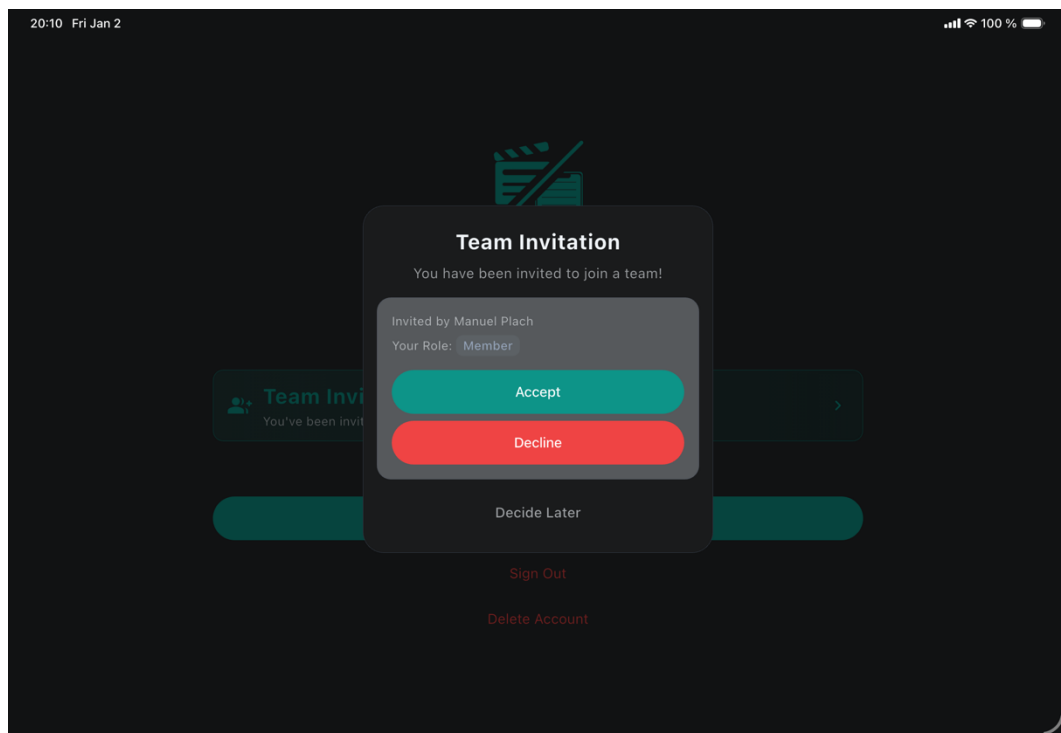 20:10 Fri Jan 2
100 %
Team Invitation
You have been invited to join a team!
Invited by Manuel Plach
Your Role: Member
Accept
Team Invi
You've been invit
Decline
Decide Later
Sign Out
Delete Account